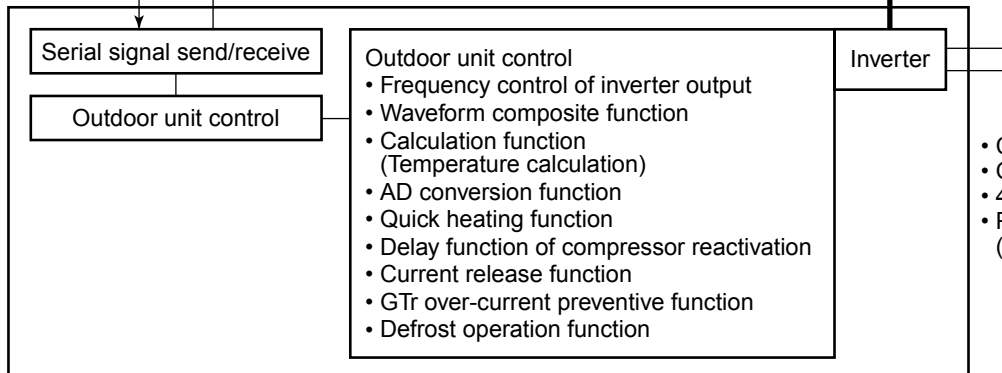 Serial signal send/receive
Outdoor unit control
Outdoor unit control
• Frequency control of inverter output
• Waveform composite function
• Calculation function
(Temperature calculation)
• AD conversion function
• Quick heating function
• Delay function of compressor reactivation
• Current release function
• GTr over-current preventive function
• Defrost operation function
Inverter